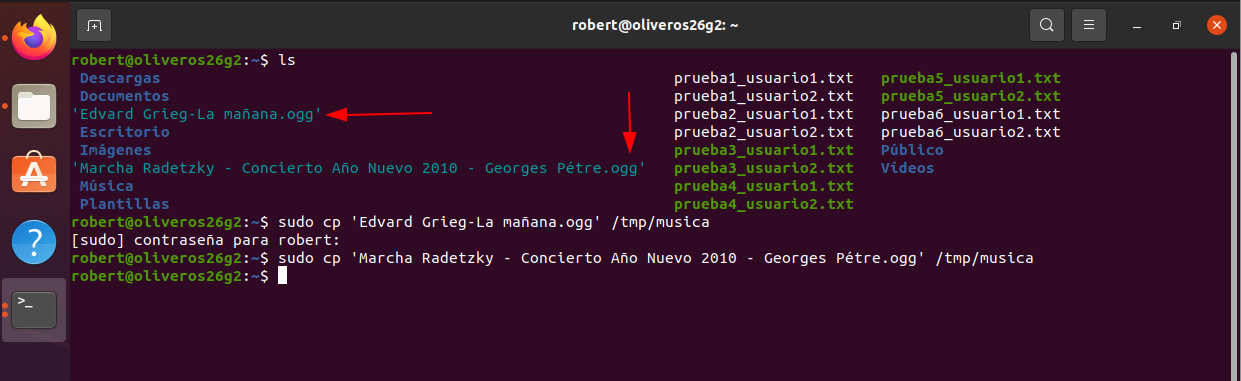 robert@oliveros26g2: ~
robert@oliveros26g2:~$ ls
Descargas prueba1_usuario1.txt prueba5_usuario1.txt
Documentos prueba1_usuario2.txt prueba5_usuario2.txt
'Edvard Grieg-La mañana.ogg' prueba2_usuario1.txt prueba6_usuario1.txt
Escritorio prueba2_usuario2.txt prueba6_usuario2.txt
Imágenes prueba3_usuario1.txt Público
'Marcha Radetzky - Concierto Año Nuevo 2010 - Georges Pétre.ogg' prueba3_usuario2.txt Vídeos
Música prueba4_usuario1.txt
Plantillas prueba4_usuario2.txt
robert@oliveros26g2:~$ sudo cp 'Edvard Grieg-La mañana.ogg' /tmp/musica
[sudo] contraseña para robert:
robert@oliveros26g2:~$ sudo cp 'Marcha Radetzky - Concierto Año Nuevo 2010 - Georges Pétre.ogg' /tmp/musica
robert@oliveros26g2:~$